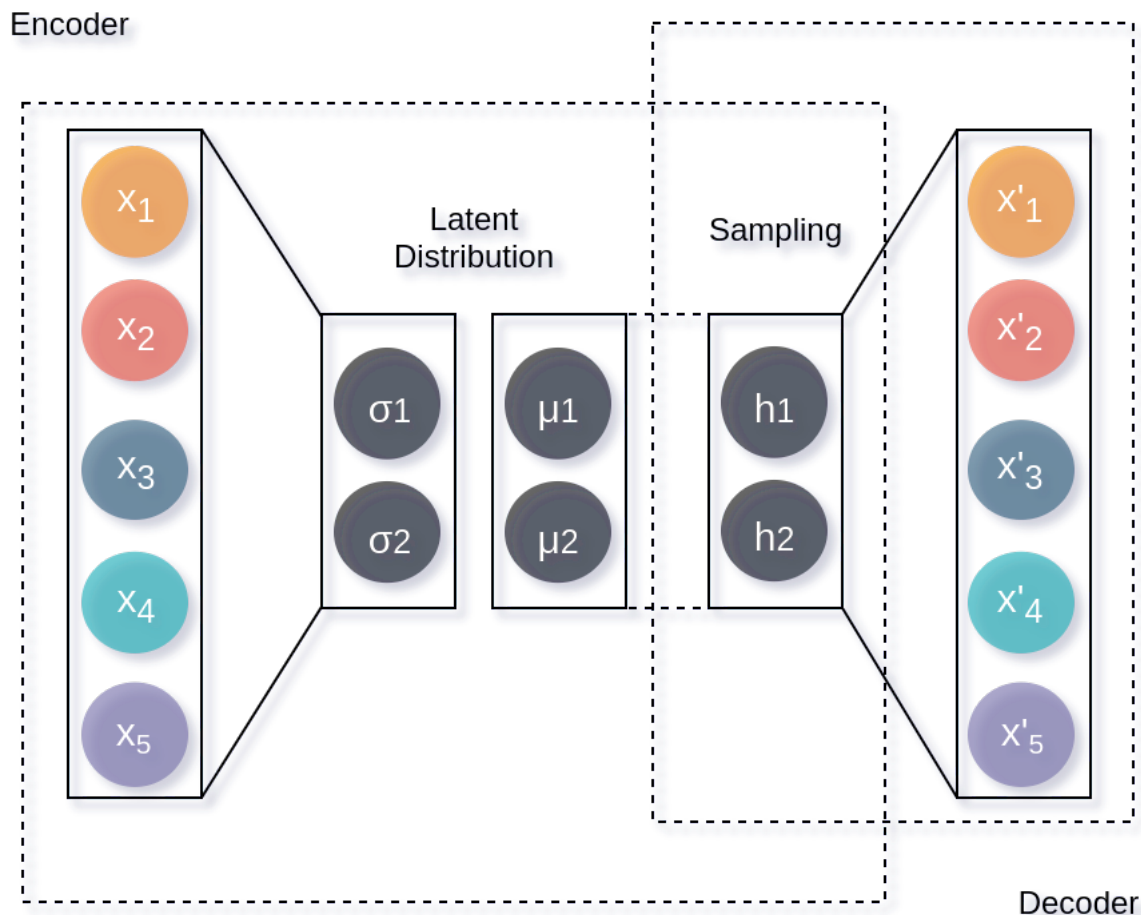 Encoder
Latent
Distribution
Sampling
x1
x2
x3
x4
x5
σ1
σ2
μ1
μ2
h1
h2
x'1
x'2
x'3
x'4
x'5
Decoder